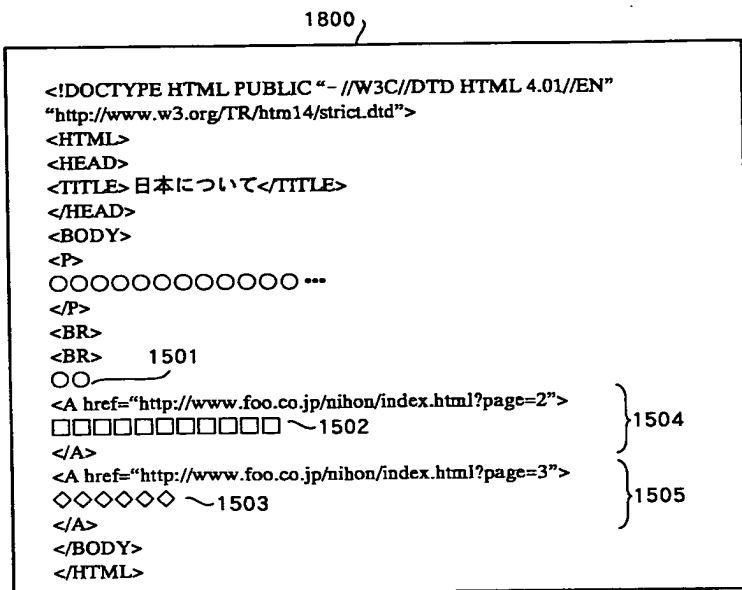 1800
<!DOCTYPE HTML PUBLIC “- //W3C//DTD HTML 4.01//EN”
“http://www.w3.org/TR/html4/strict.dtd”>
<HTML>
<HEAD>
<TITLE>日本について</TITLE>
</HEAD>
<BODY>
<P>
○○○○○○○○○○○○ •••
</P>
<BR>
<BR> 1501
○○
<A href=“http://www.foo.co.jp/nihon/index.html?page=2”>
□□□□□□□□□□□ 1502 1504
</A>
<A href=“http://www.foo.co.jp/nihon/index.html?page=3”>
◇◇◇◇◇◇ 1503 1505
</A>
</BODY>
</HTML>